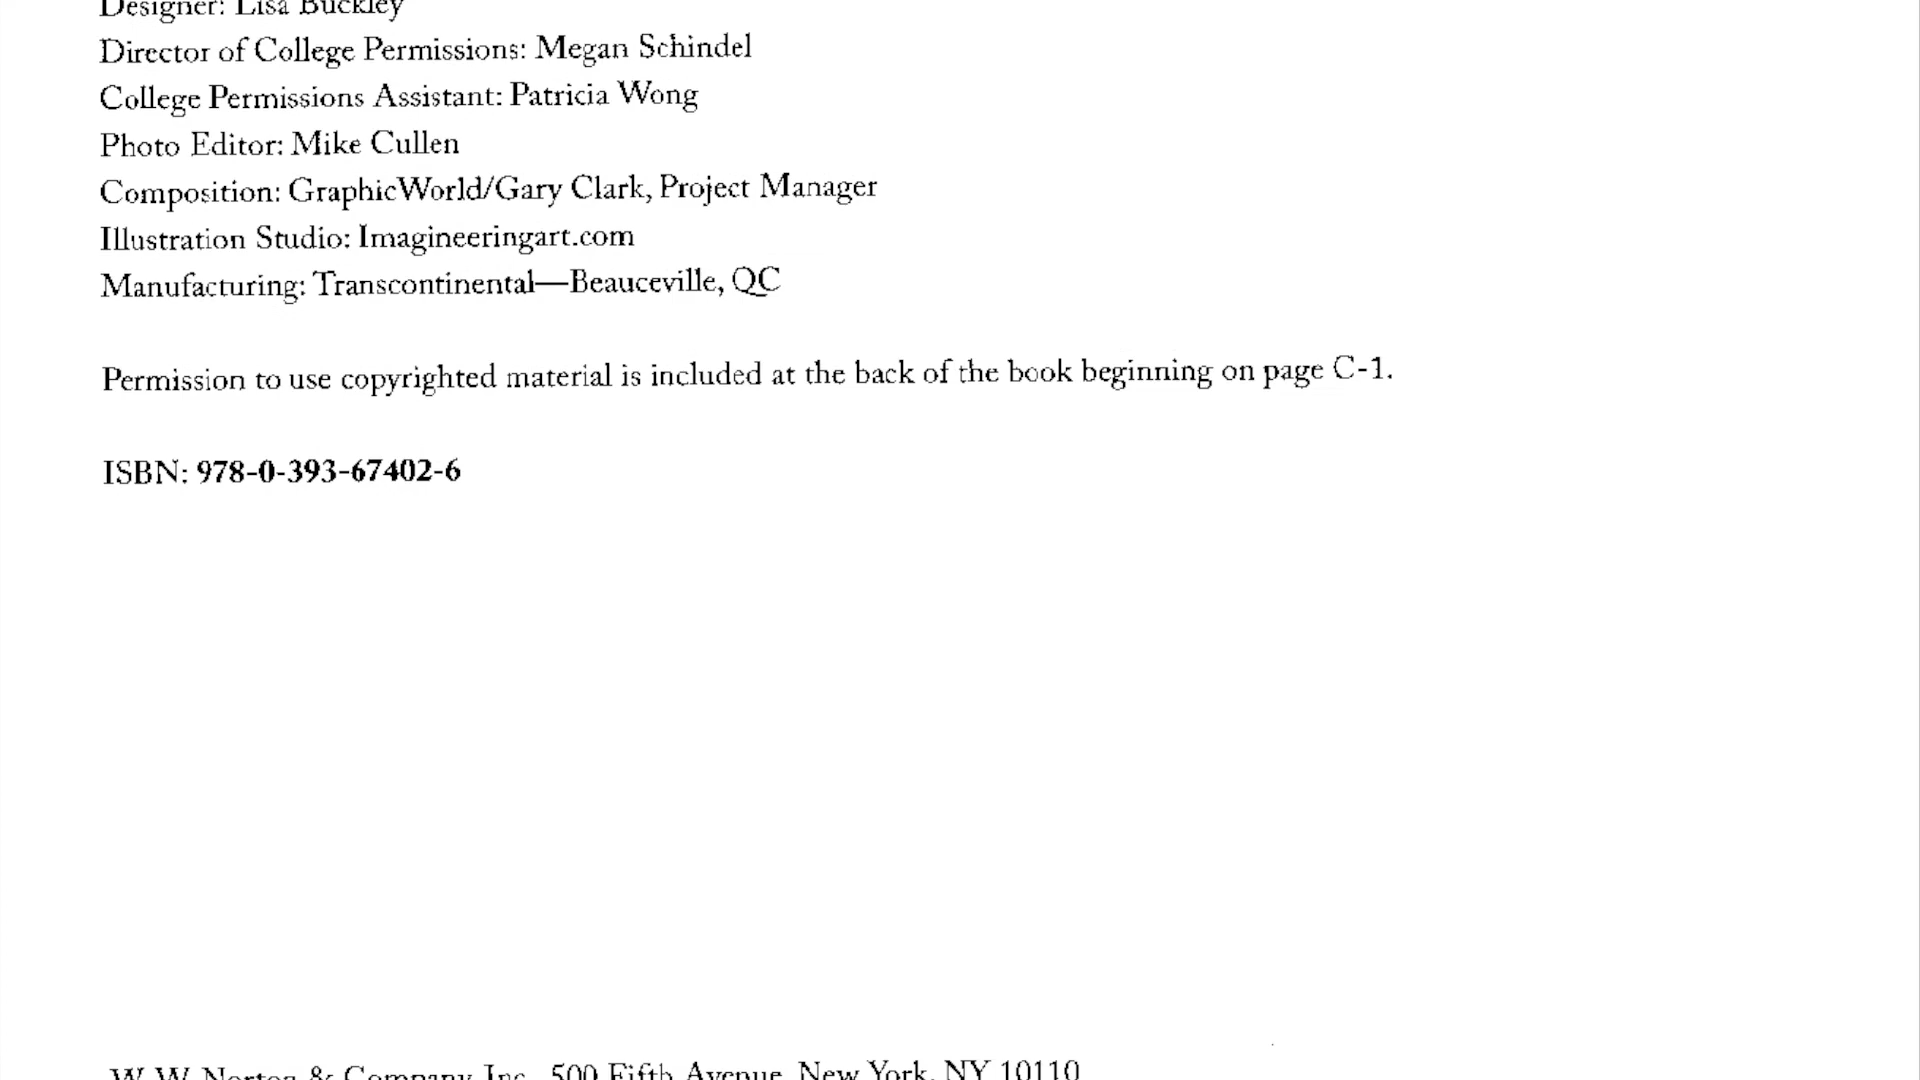 Designer: Lisa Buckley
Director of College Permissions: Megan Schindel
College Permissions Assistant: Patricia Wong
Photo Editor: Mike Cullen
Composition: GraphicWorld/Gary Clark, Project Manager
Illustration Studio: Imagineeringart.com
Manufacturing: Transcontinental—Beauceville, QC
Permission to use copyrighted material is included at the back of the book beginning on page C-1.
ISBN: 978-0-393-67402-6
W. W. Norton & Company, Inc., 500 Fifth Avenue, New York, NY 10110